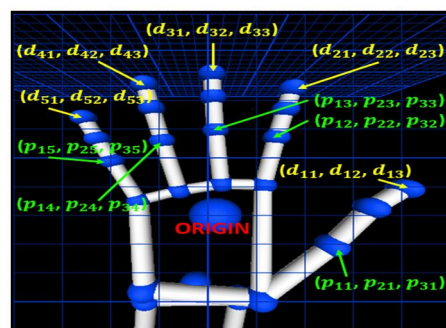 (d₃₁, d₃₂, d₃₃)
(d₄₁, d₄₂, d₄₃)
(d₂₁, d₂₂, d₂₃)
(d₅₁, d₅₂, d₅₃)
(p₁₃, p₂₃, p₃₃)
(p₁₂, p₂₂, p₃₂)
(p₁₅, p₂₅, p₃₅)
(d₁₁, d₁₂, d₁₃)
(p₁₄, p₂₄, p₃₄)
ORIGIN
(p₁₁, p₂₁, p₃₁)